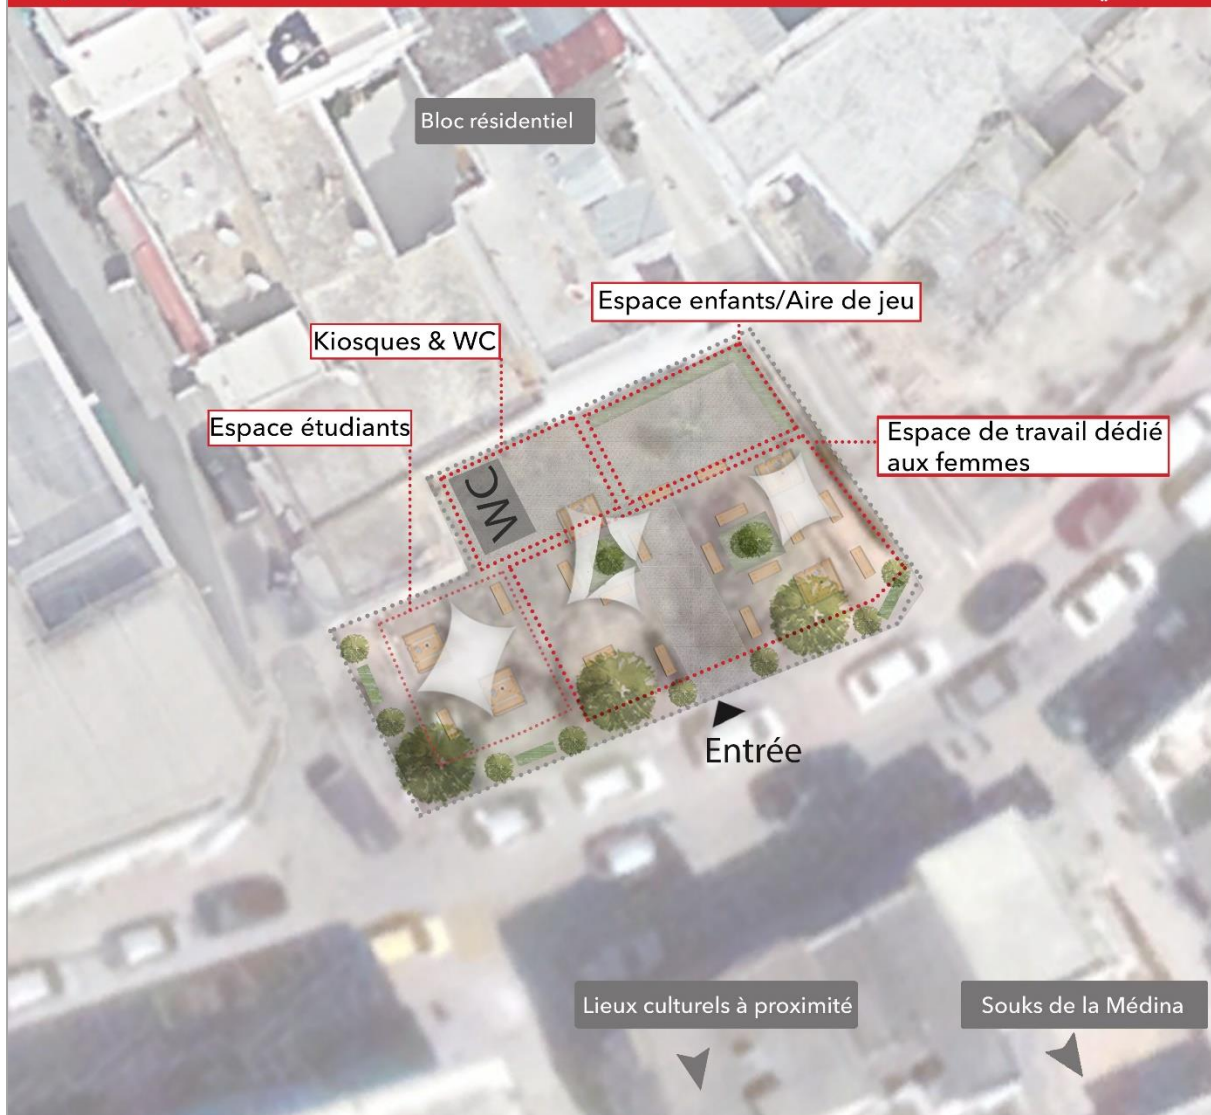 Bloc résidentiel
Espace enfants/Aire de jeu
Kiosques & WC
Espace étudiants
Espace de travail dédié
aux femmes
WC
Entrée
Lieux culturels à proximité
Souks de la Médina